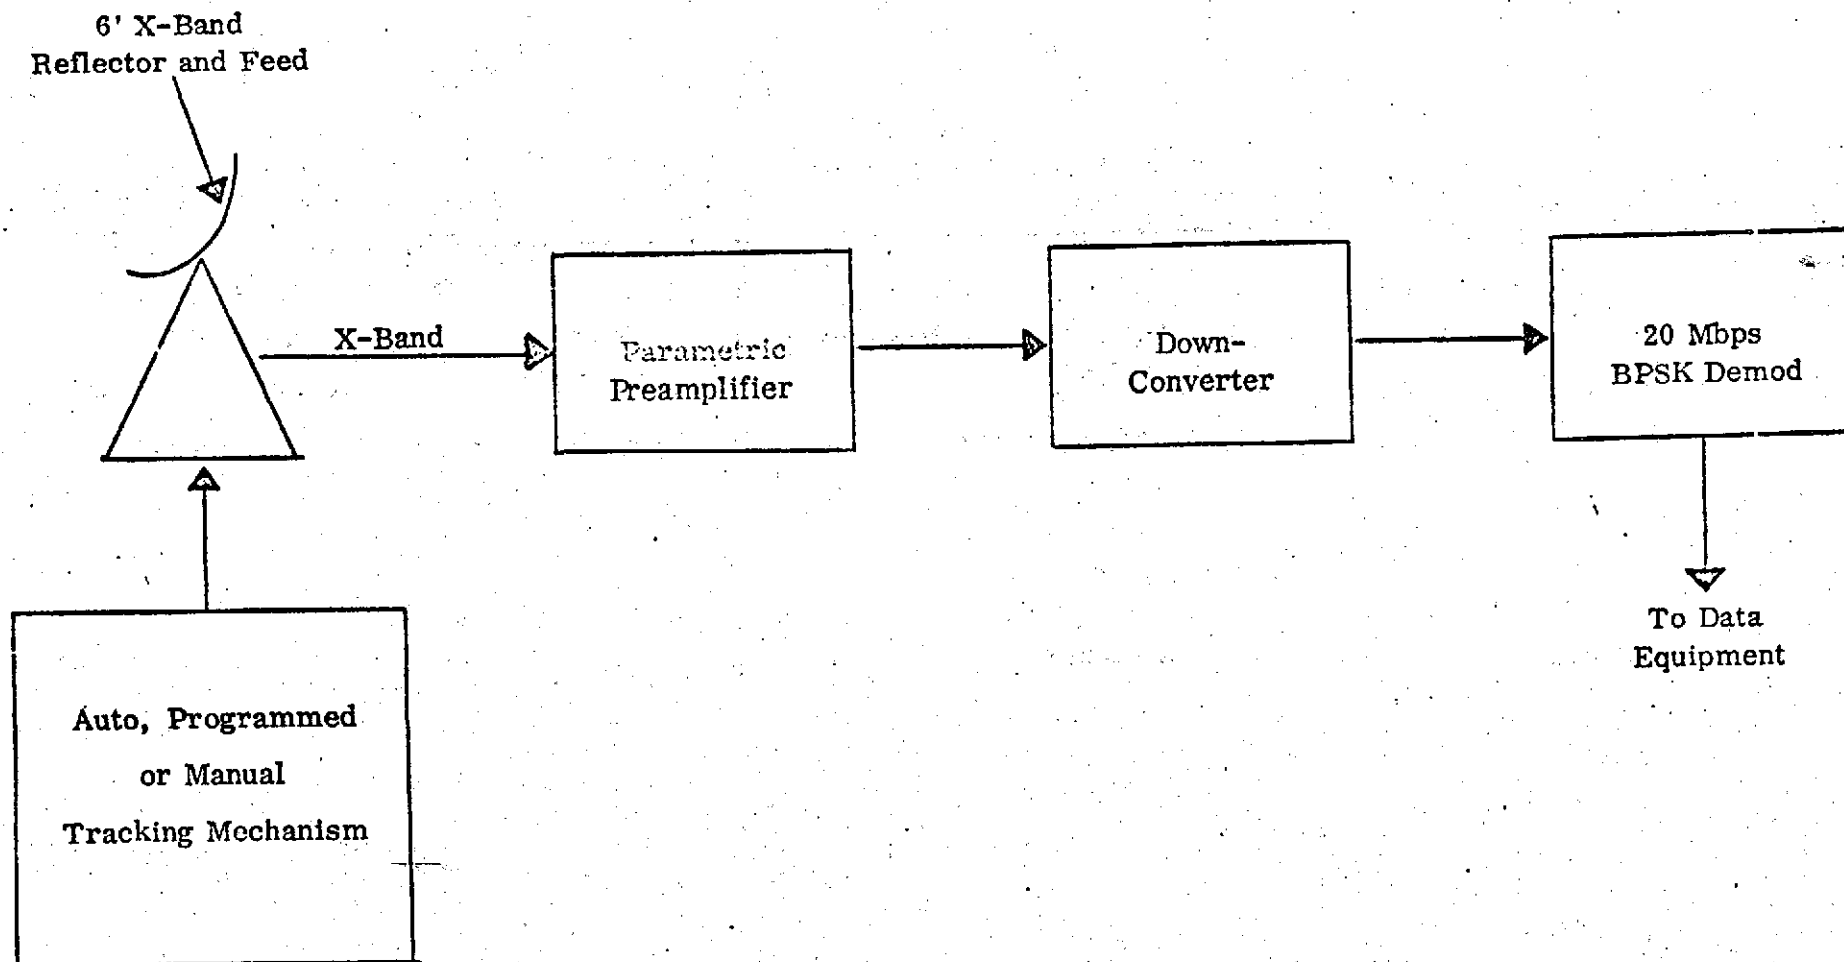 6' X-Band
Reflector and Feed
X-Band
Parametric
Preamplifier
Down-
Converter
20 Mbps
BPSK Demod
To Data
Equipment
Auto, Programmed
or Manual
Tracking Mechanism